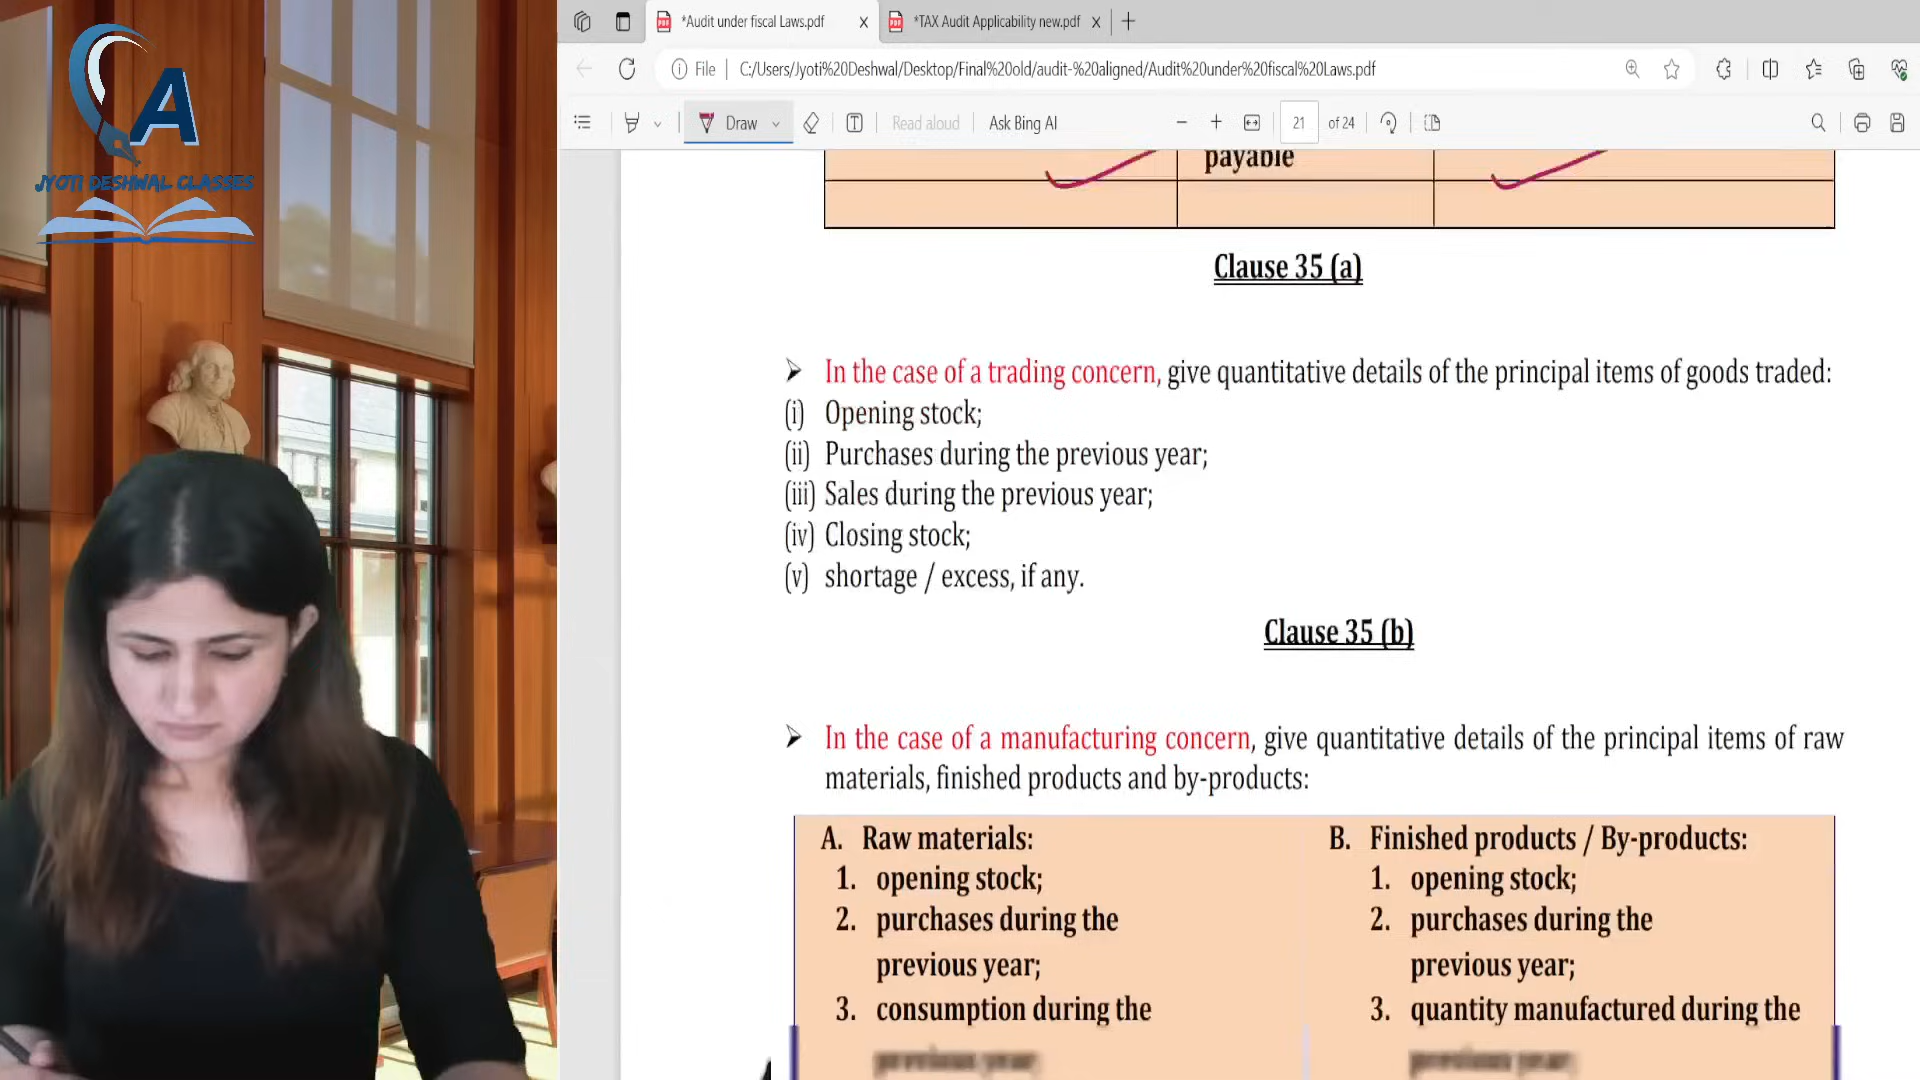 A
JYOTI DESHWAL CLASSES
*Audit under fiscal Laws.pdf
*TAX Audit Applicability new.pdf
File
C:/Users/Jyoti%20Deshwal/Desktop/Final%20old/audit-%20aligned/Audit%20under%20fiscal%20Laws.pdf
Draw
Read aloud
Ask Bing AI
21 of 24
payable
Clause 35 (a)
➤ In the case of a trading concern, give quantitative details of the principal items of goods traded:
(i) Opening stock;
(ii) Purchases during the previous year;
(iii) Sales during the previous year;
(iv) Closing stock;
(v) shortage / excess, if any.
Clause 35 (b)
➤ In the case of a manufacturing concern, give quantitative details of the principal items of raw
materials, finished products and by-products:
A. Raw materials:
1. opening stock;
2. purchases during the
previous year;
3. consumption during the
previous year;
B. Finished products / By-products:
1. opening stock;
2. purchases during the
previous year;
3. quantity manufactured during the
previous year;